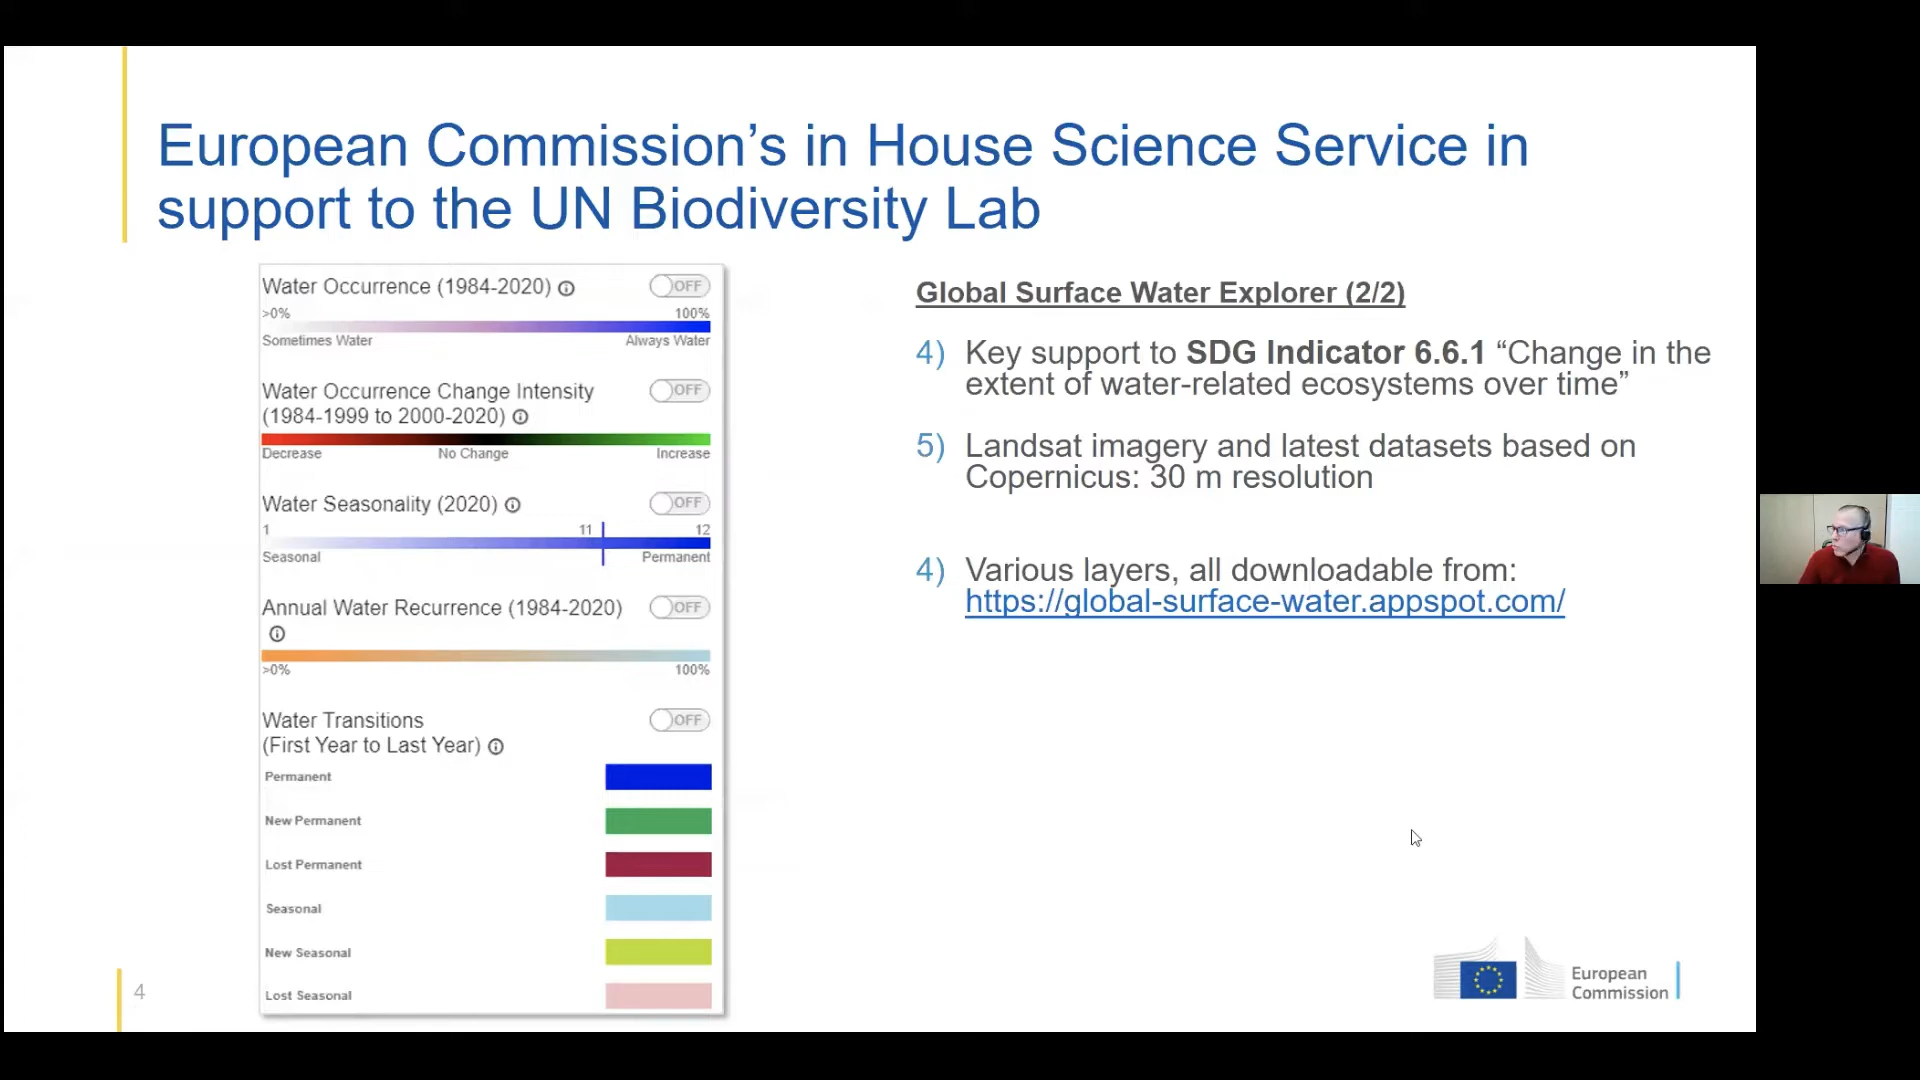 European Commission’s in House Science Service in
support to the UN Biodiversity Lab
Water Occurrence (1984-2020)
OFF
>0%
100%
Sometimes Water
Always Water
Water Occurrence Change Intensity
(1984-1999 to 2000-2020)
OFF
Decrease
No Change
Increase
Water Seasonality (2020)
OFF
1
11
12
Seasonal
Permanent
Annual Water Recurrence (1984-2020)
OFF
>0%
100%
Water Transitions
(First Year to Last Year)
OFF
Permanent
New Permanent
Lost Permanent
Seasonal
New Seasonal
Lost Seasonal
Global Surface Water Explorer (2/2)
4) Key support to SDG Indicator 6.6.1 “Change in the
extent of water-related ecosystems over time”
5) Landsat imagery and latest datasets based on
Copernicus: 30 m resolution
4) Various layers, all downloadable from:
https://global-surface-water.appspot.com/
4
European
Commission